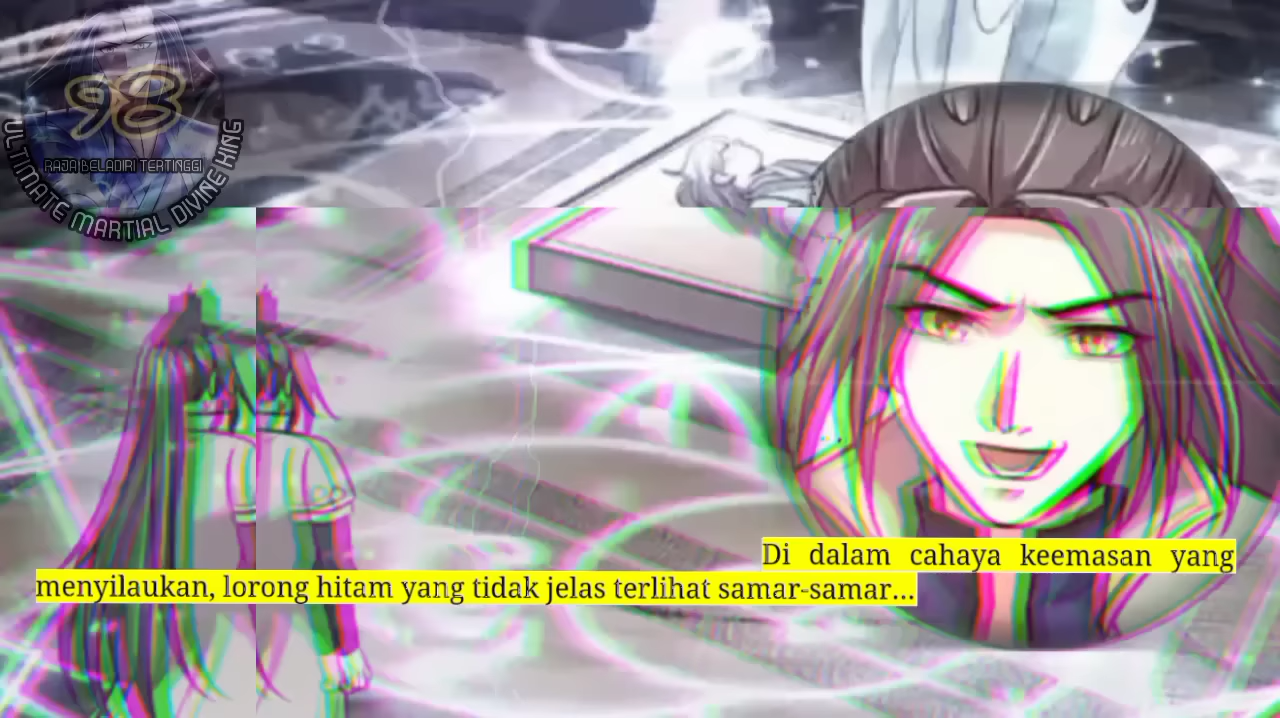 98
RAJA BELADIRI TERTINGGI
ULTIMATE MARTIAL DIVINE KING
Di dalam cahaya keemasan yang
menyilaukan, lorong hitam yang tidak jelas terlihat samar-samar...